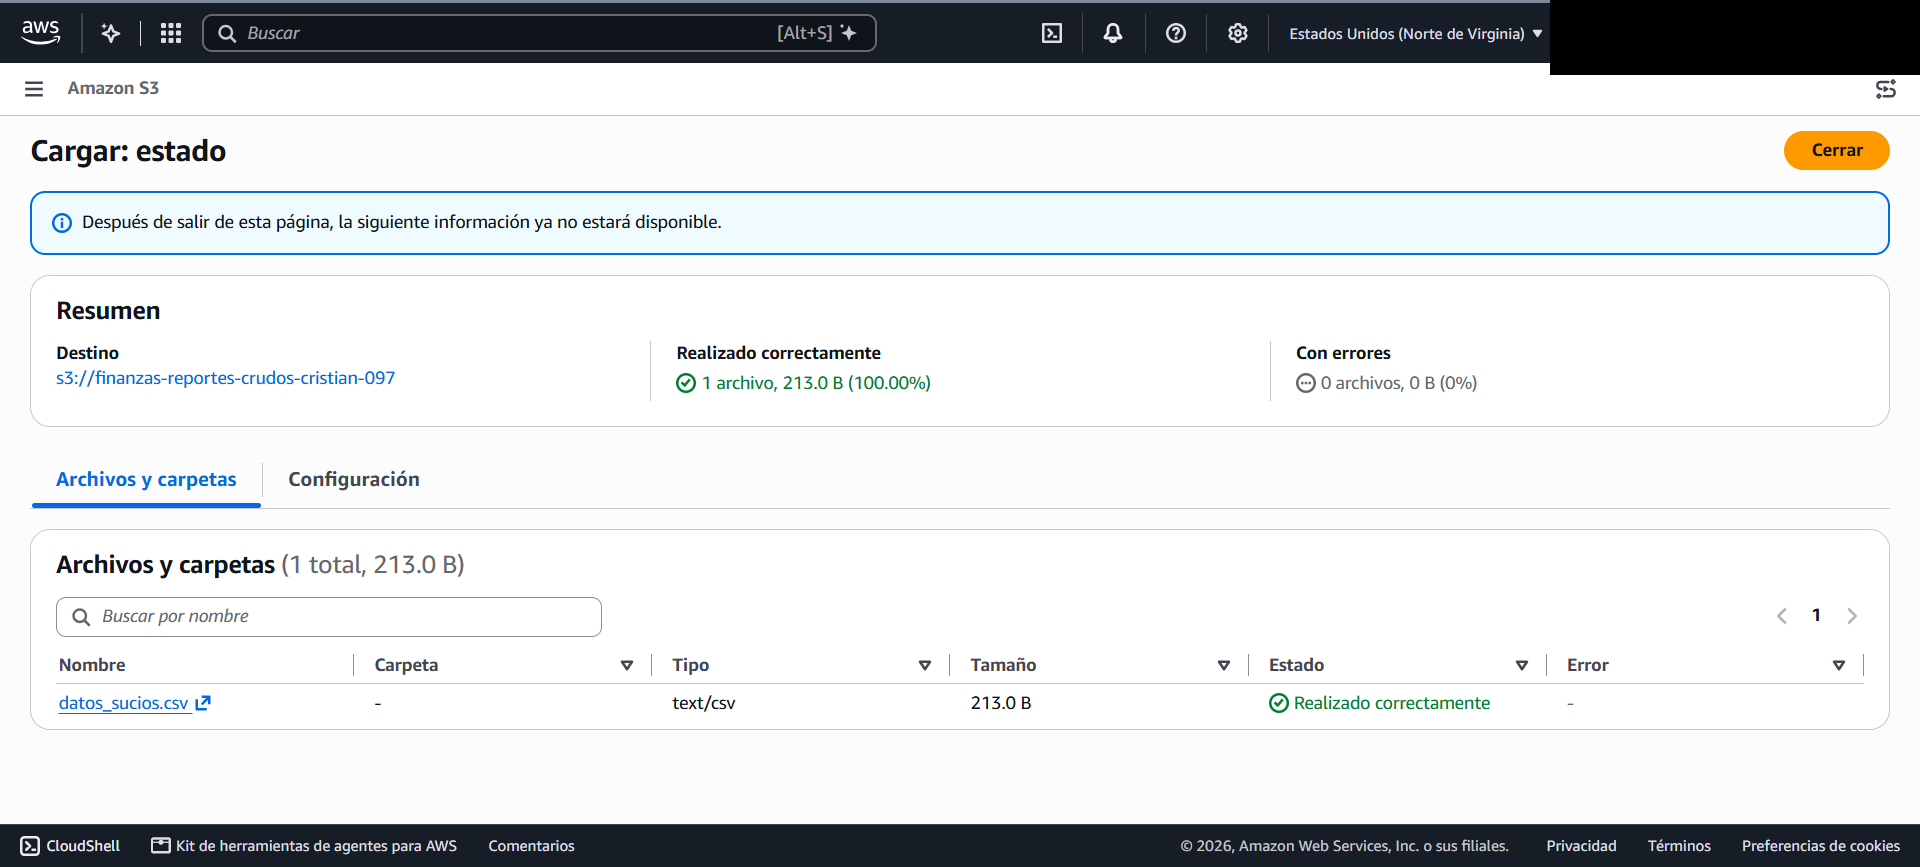 aws
Buscar [Alt+S]
Estados Unidos (Norte de Virginia)
Amazon S3
Cargar: estado
Cerrar
Después de salir de esta página, la siguiente información ya no estará disponible.
Resumen
Destino Realizado correctamente Con errores
s3://finanzas-reportes-crudos-cristian-097 1 archivo, 213.0 B (100.00%) 0 archivos, 0 B (0%)
Archivos y carpetas Configuración
Archivos y carpetas (1 total, 213.0 B)
Buscar por nombre 1
Nombre Carpeta Tipo Tamaño Estado Error
datos_sucios.csv - text/csv 213.0 B Realizado correctamente -
CloudShell Kit de herramientas de agentes para AWS Comentarios © 2026, Amazon Web Services, Inc. o sus filiales. Privacidad Términos Preferencias de cookies